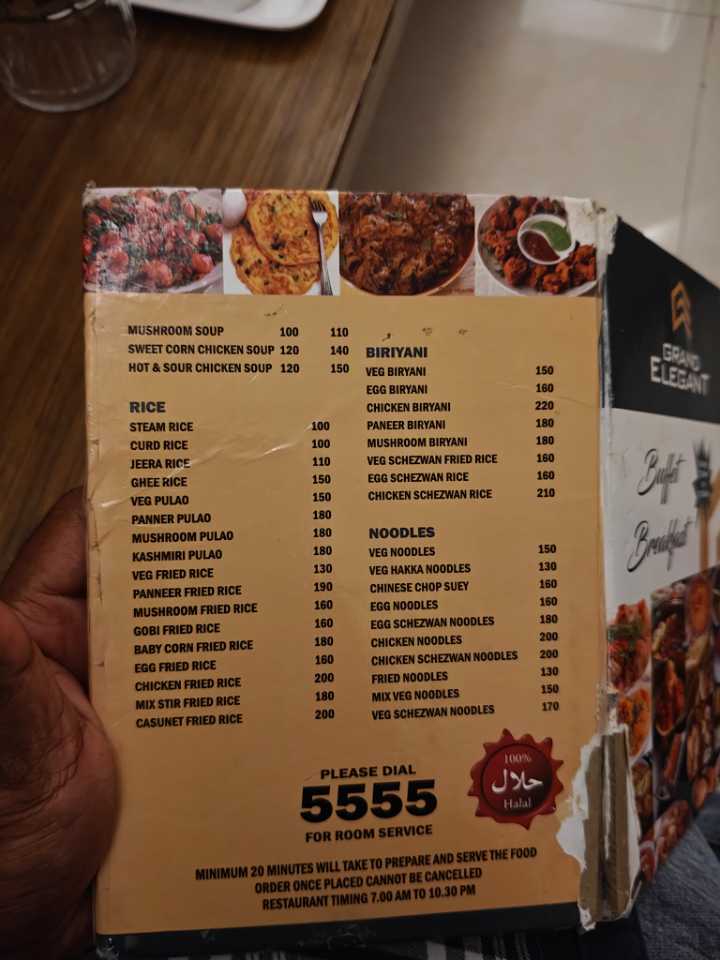 MUSHROOM SOUP 100 110
SWEET CORN CHICKEN SOUP 120 140
HOT & SOUR CHICKEN SOUP 120 150
RICE
STEAM RICE 100
CURD RICE 100
JEERA RICE 110
GHEE RICE 150
VEG PULAO 150
PANNER PULAO 180
MUSHROOM PULAO 180
KASHMIRI PULAO 180
VEG FRIED RICE 130
PANNEER FRIED RICE 190
MUSHROOM FRIED RICE 160
GOBI FRIED RICE 160
BABY CORN FRIED RICE 180
EGG FRIED RICE 160
CHICKEN FRIED RICE 200
MIX STIR FRIED RICE 180
CASUNET FRIED RICE 200
BIRIYANI
VEG BIRYANI 150
EGG BIRYANI 160
CHICKEN BIRYANI 220
PANEER BIRYANI 180
MUSHROOM BIRYANI 180
VEG SCHEZWAN FRIED RICE 160
EGG SCHEZWAN RICE 160
CHICKEN SCHEZWAN RICE 210
NOODLES
VEG NOODLES 150
VEG HAKKA NOODLES 130
CHINESE CHOP SUEY 160
EGG NOODLES 160
EGG SCHEZWAN NOODLES 180
CHICKEN NOODLES 200
CHICKEN SCHEZWAN NOODLES 200
FRIED NOODLES 130
MIX VEG NOODLES 150
VEG SCHEZWAN NOODLES 170
PLEASE DIAL
5555
FOR ROOM SERVICE
100%
حلال
Halal
MINIMUM 20 MINUTES WILL TAKE TO PREPARE AND SERVE THE FOOD
ORDER ONCE PLACED CANNOT BE CANCELLED
RESTAURANT TIMING 7.00 AM TO 10.30 PM
GRAND
ELEGANT
Buffet
Breakfast